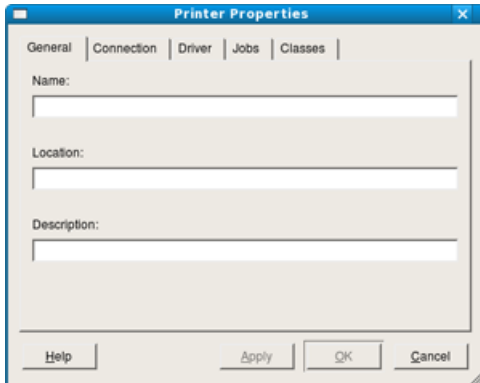 Printer Properties
General Connection Driver Jobs Classes
Name:
Location:
Description:
Help Apply OK Cancel